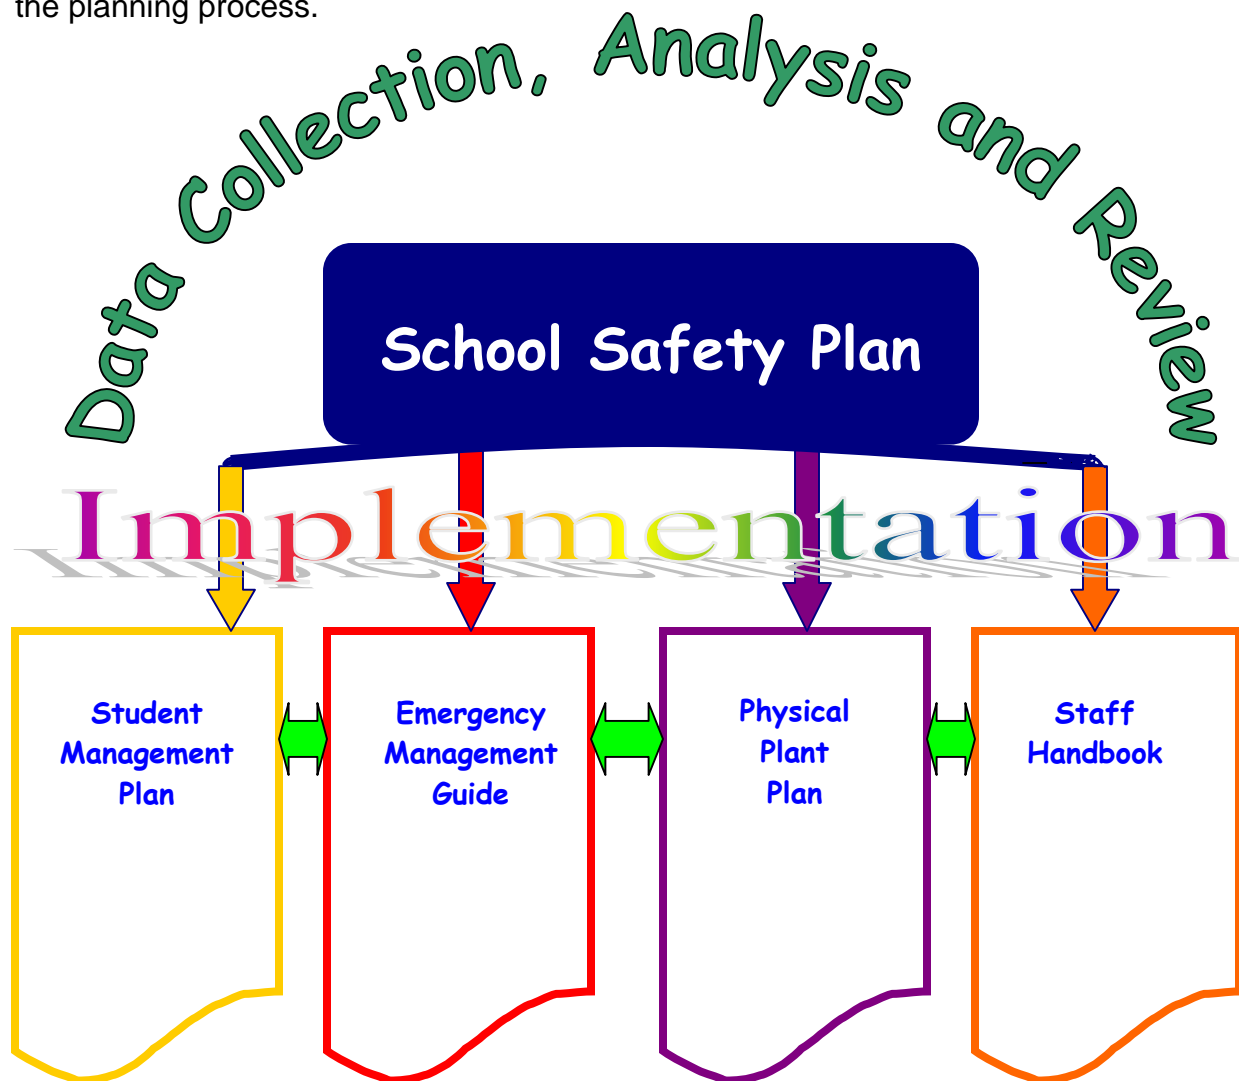 the planning process.
Data Collection, Analysis and Review
School Safety Plan
Implementation
Student
Management
Plan
Emergency
Management
Guide
Physical
Plant
Plan
Staff
Handbook